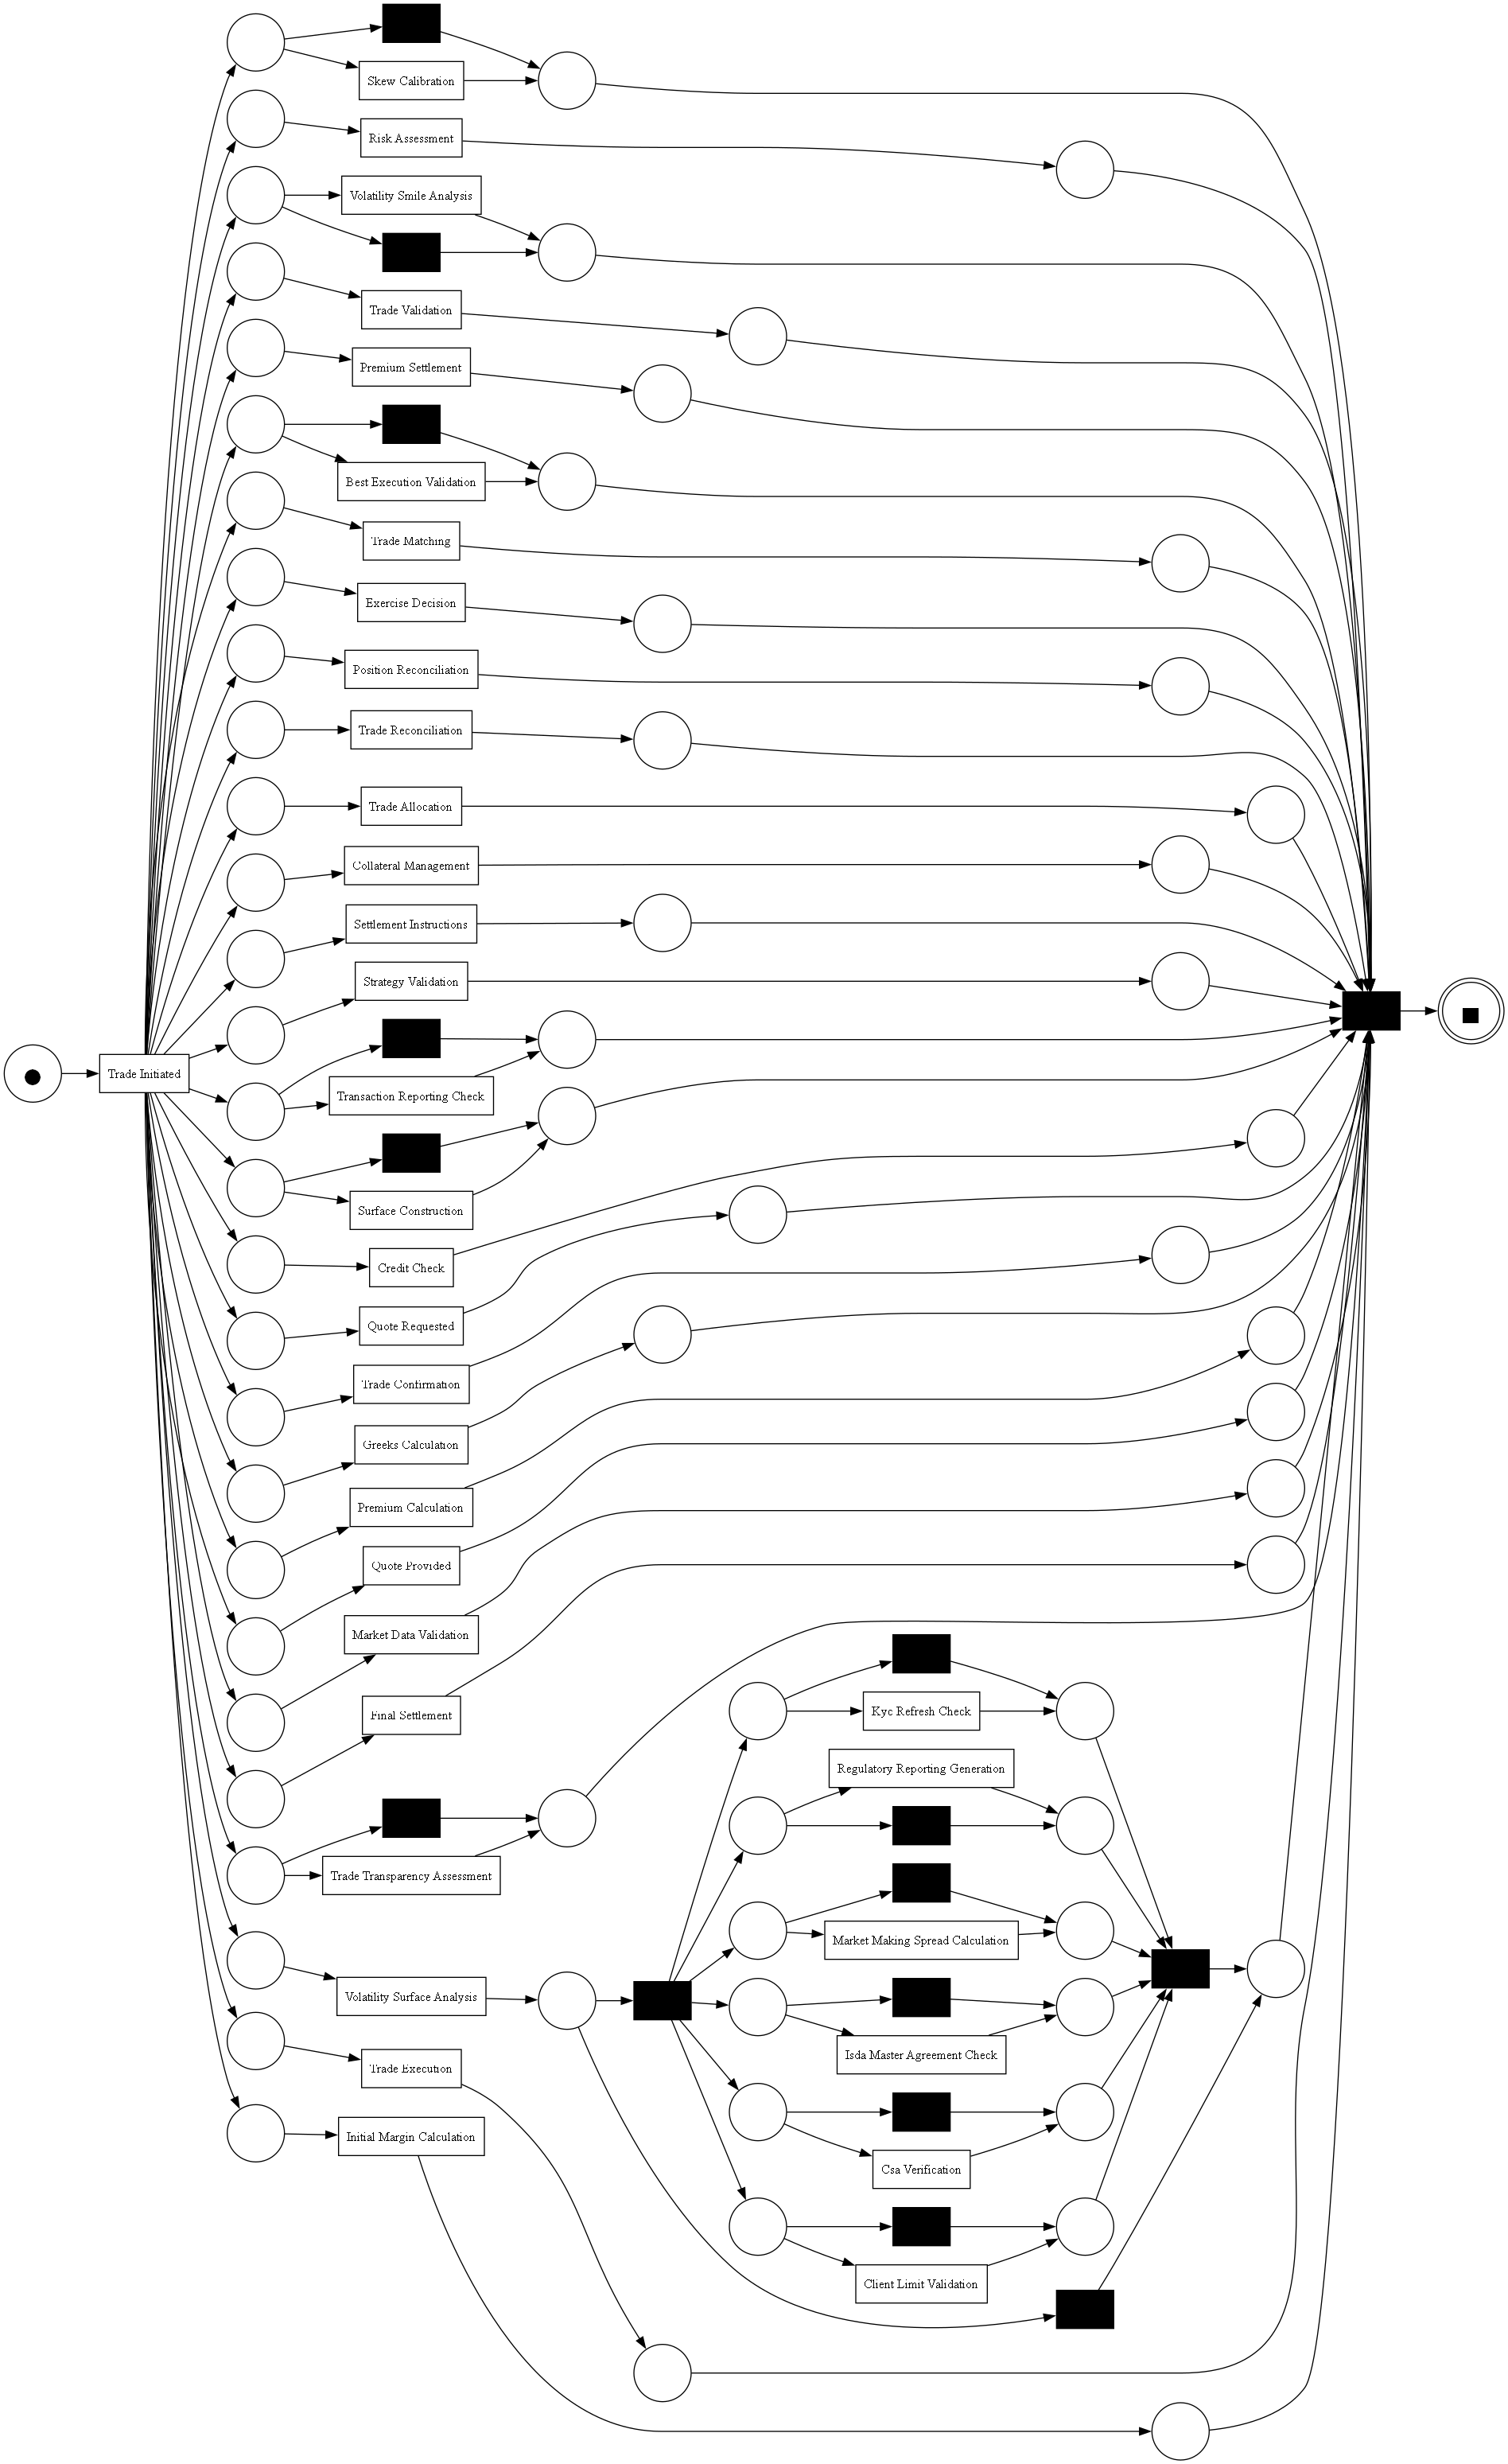 Skew Calibration
Risk Assessment
Volatility Smile Analysis
Trade Validation
Premium Settlement
Best Execution Validation
Trade Matching
Exercise Decision
Position Reconciliation
Trade Reconciliation
Trade Allocation
Collateral Management
Settlement Instructions
Strategy Validation
Trade Initiated
Transaction Reporting Check
Surface Construction
Credit Check
Quote Requested
Trade Confirmation
Greeks Calculation
Premium Calculation
Quote Provided
Market Data Validation
Final Settlement
Kyc Refresh Check
Regulatory Reporting Generation
Trade Transparency Assessment
Market Making Spread Calculation
Volatility Surface Analysis
Isda Master Agreement Check
Trade Execution
Initial Margin Calculation
Csa Verification
Client Limit Validation